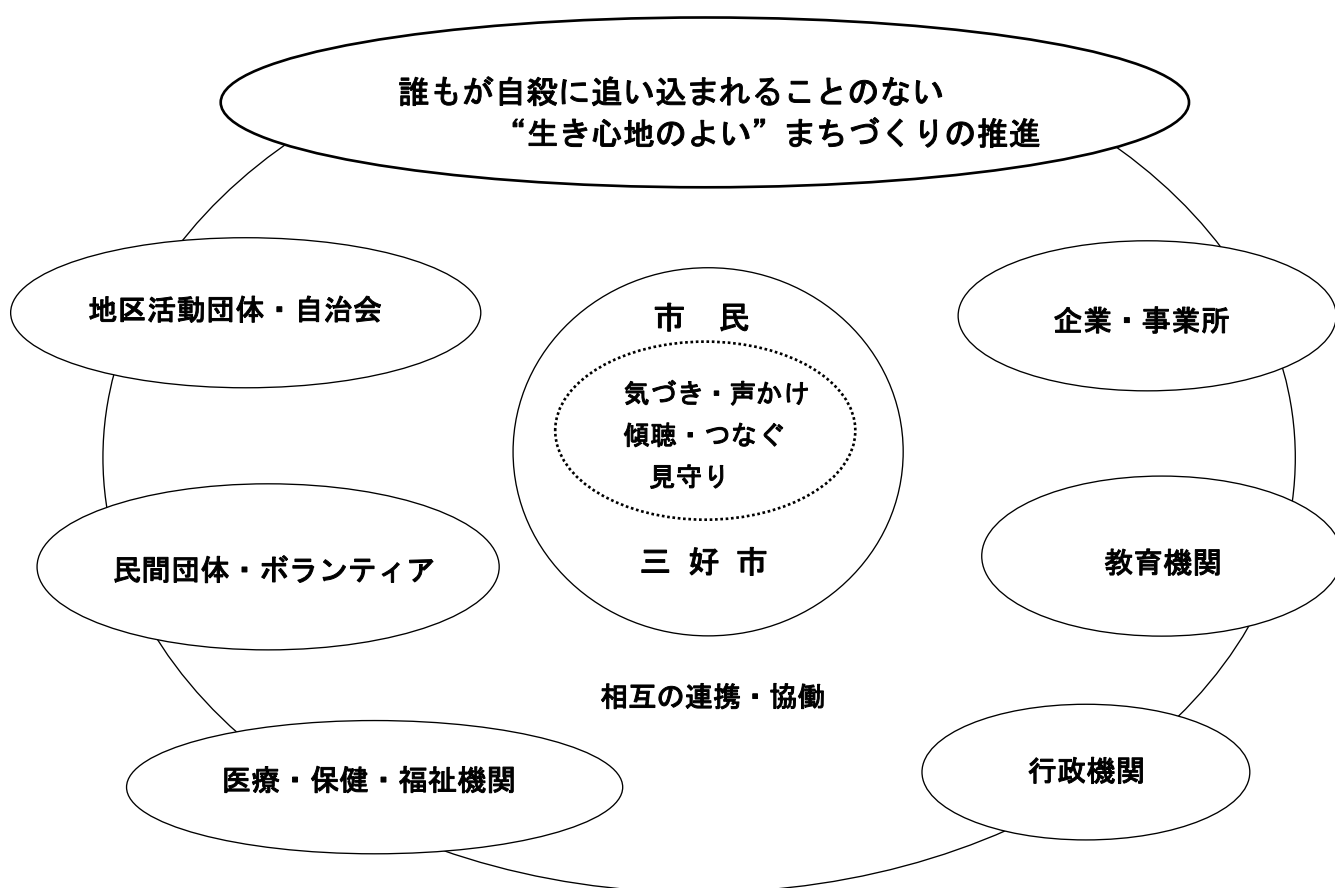 誰もが自殺に追い込まれることのない
“生き心地のよい”まちづくりの推進
地区活動団体・自治会
企業・事業所
市　民
気づき・声かけ
傾聴・つなぐ
見守り
三 好 市
民間団体・ボランティア
教育機関
相互の連携・協働
医療・保健・福祉機関
行政機関